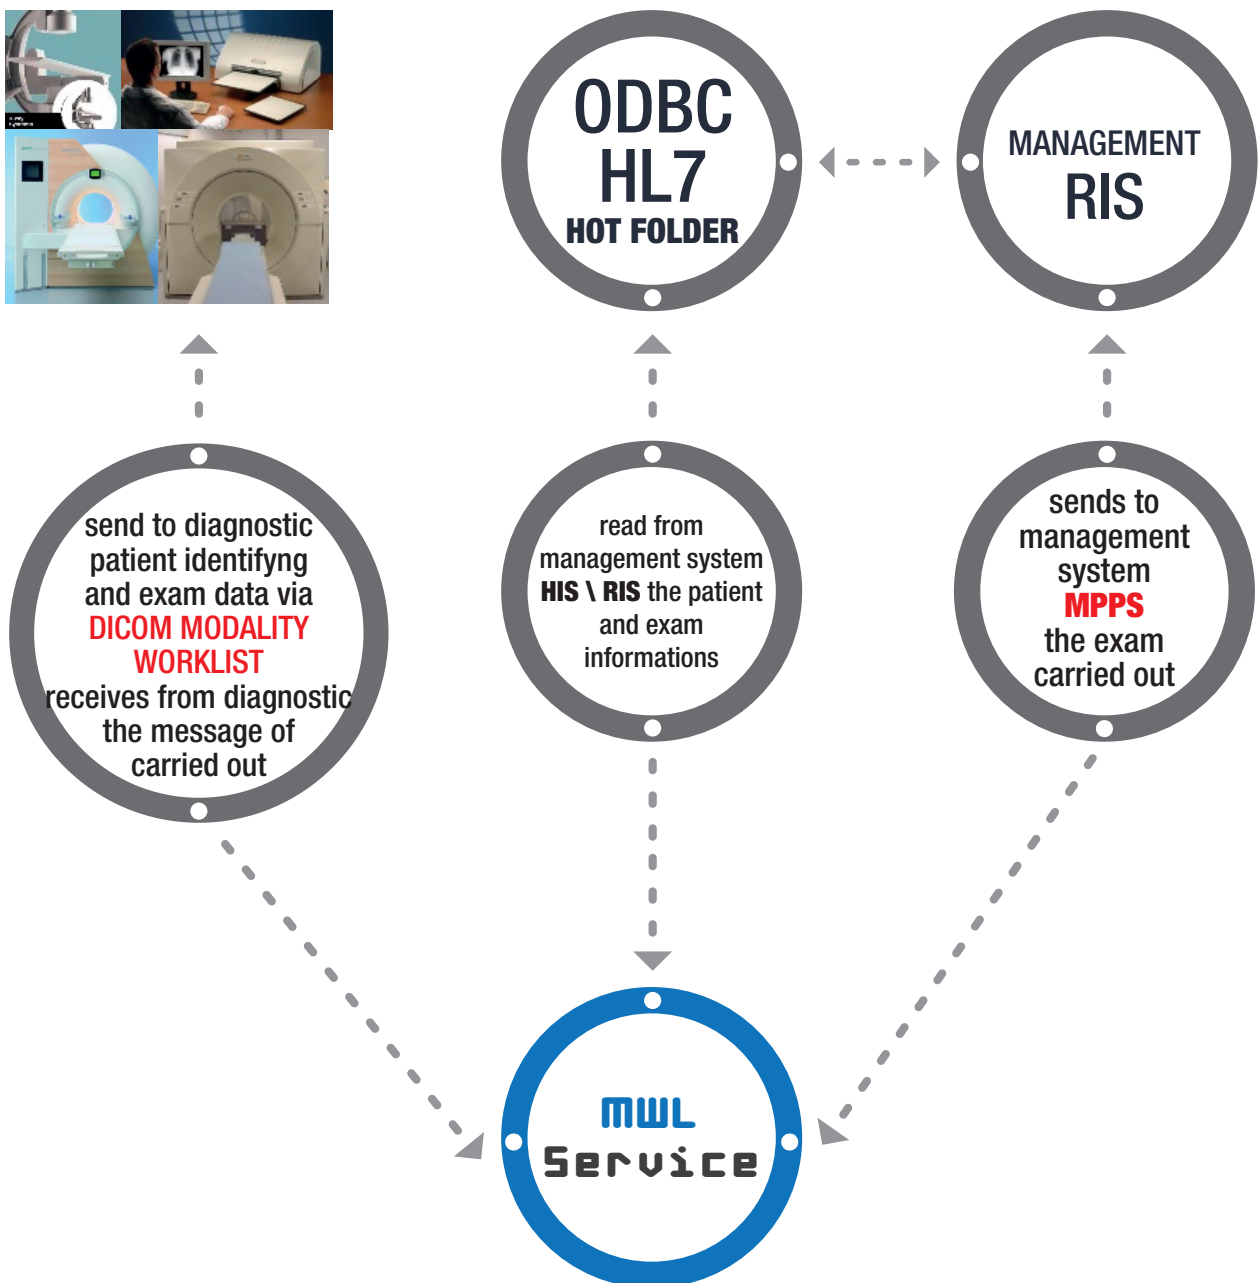 ODBC
HL7
HOT FOLDER
MANAGEMENT
RIS
send to diagnostic
patient identifyng
and exam data via
DICOM MODALITY
WORKLIST
receives from diagnostic
the message of
carried out
read from
management system
HIS \ RIS the patient
and exam
informations
sends to
management
system
MPPS
the exam
carried out
MWL
Service